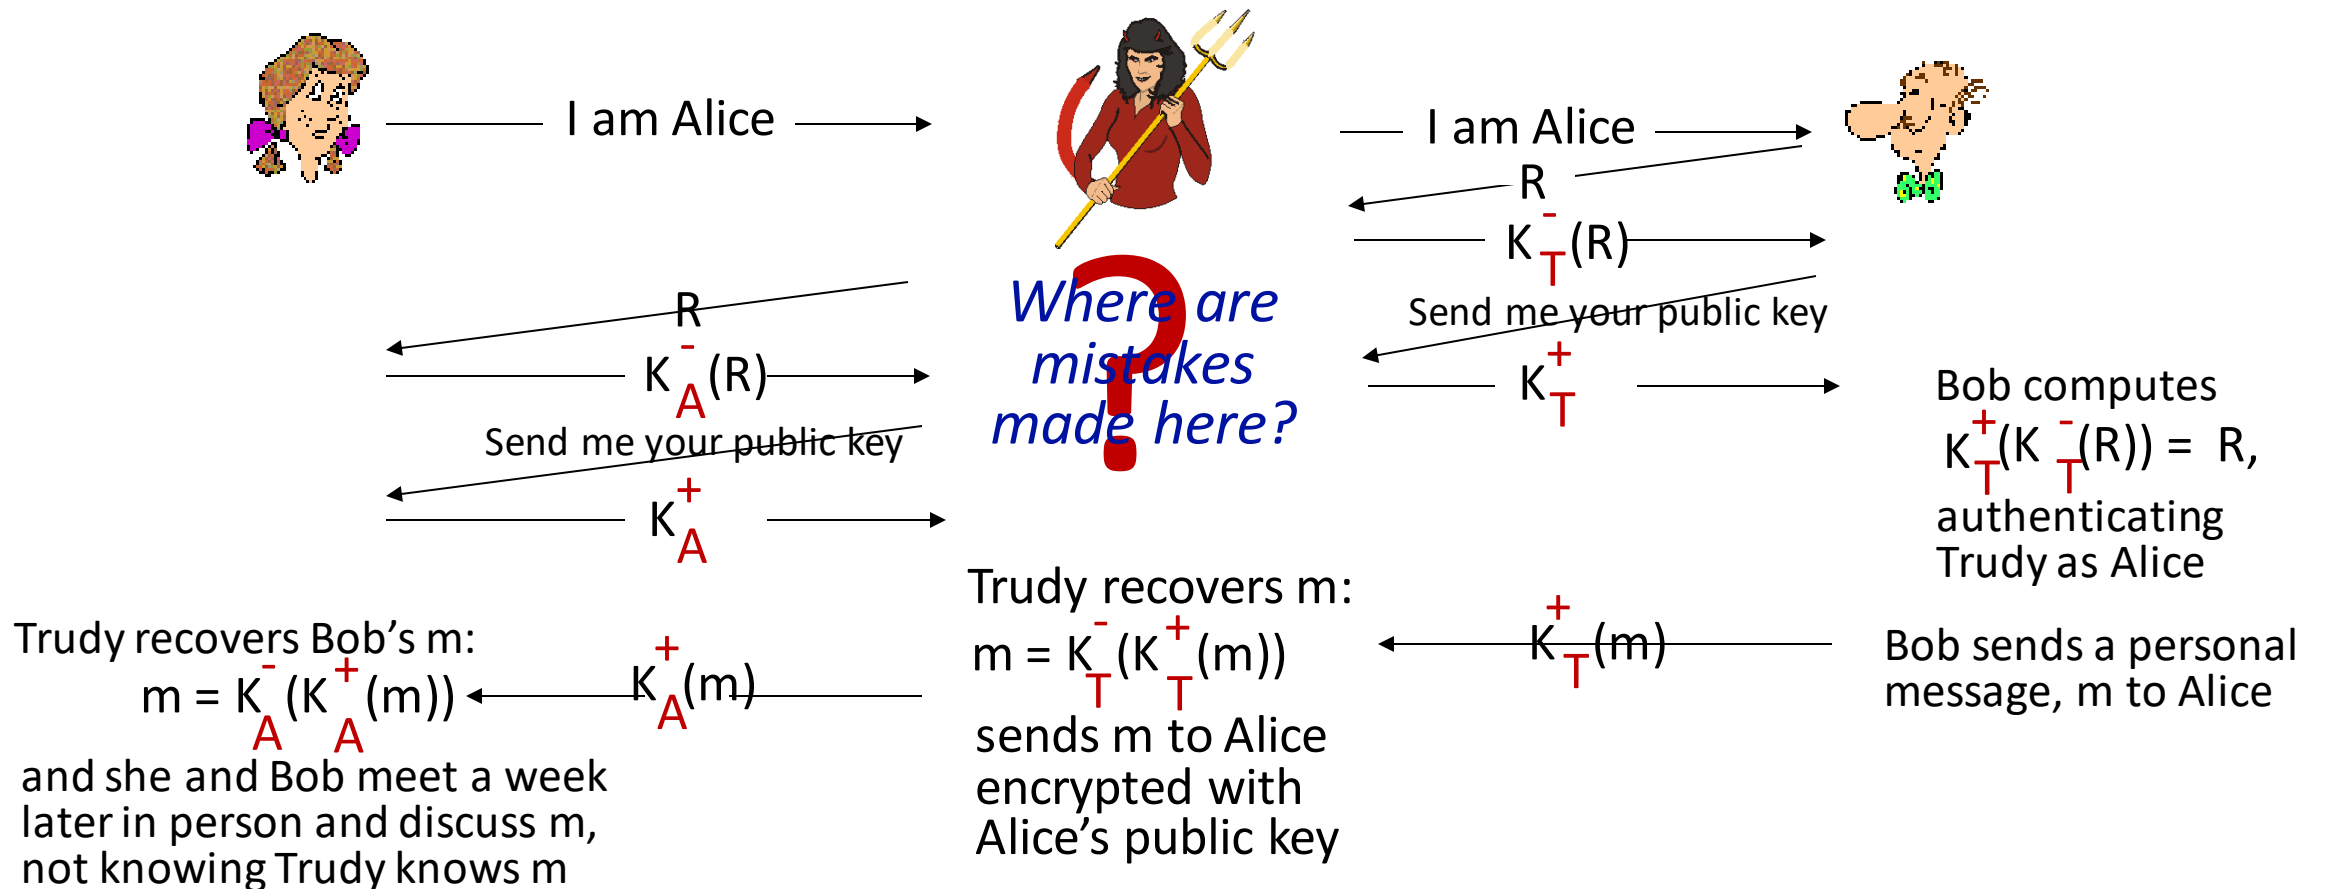 I am Alice
I am Alice
R
K⁻T(R)
Send me your public key
K⁺T
R
K⁻A(R)
Send me your public key
K⁺A
?
Where are
mistakes
made here?
Bob computes
K⁺T(K⁻T(R)) = R,
authenticating
Trudy as Alice
K⁺T(m)
Bob sends a personal
message, m to Alice
Trudy recovers m:
m = K⁻T(K⁺T(m))
sends m to Alice
encrypted with
Alice’s public key
K⁺A(m)
Trudy recovers Bob’s m:
m = K⁻A(K⁺A(m))
and she and Bob meet a week
later in person and discuss m,
not knowing Trudy knows m